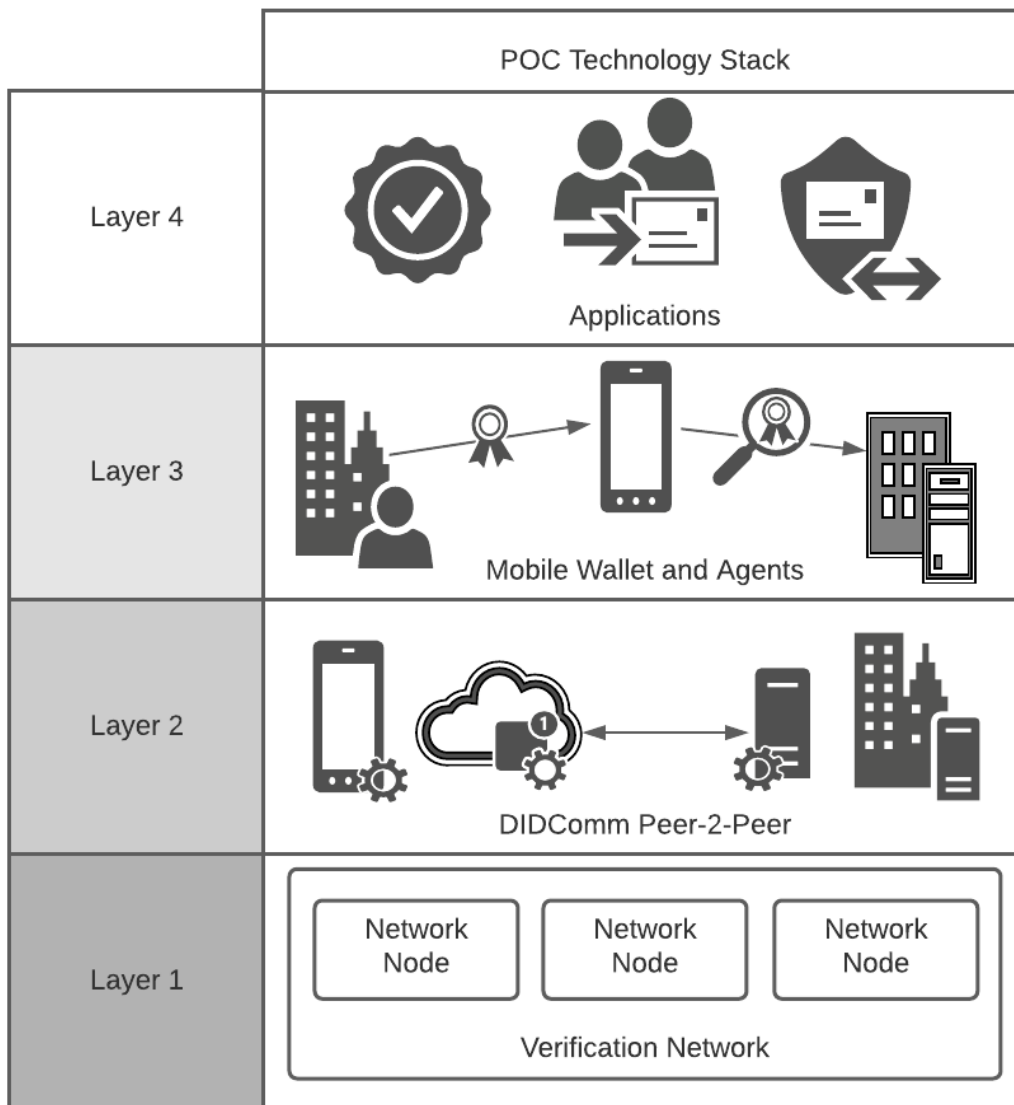 POC Technology Stack
Layer 4
Applications
Layer 3
Mobile Wallet and Agents
Layer 2
1
DIDComm Peer-2-Peer
Layer 1
Network
Node
Network
Node
Network
Node
Verification Network